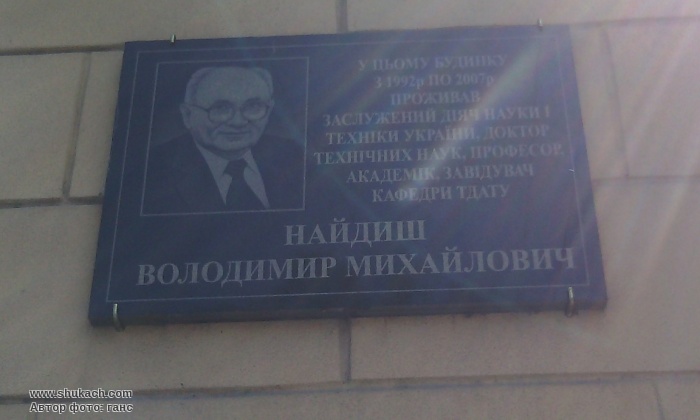 У ЦЬОМУ БУДИНКУ
З 1992р ПО 2007р
ПРОЖИВАВ
ЗАСЛУЖЕНИЙ ДІЯЧ НАУКИ І
ТЕХНІКИ УКРАЇНИ, ДОКТОР
ТЕХНІЧНИХ НАУК, ПРОФЕСОР,
АКАДЕМІК, ЗАВІДУВАЧ
КАФЕДРИ ТДАТУ
НАЙДИШ
ВОЛОДИМИР МИХАЙЛОВИЧ
www.shukach.com
Автор фото: ганс